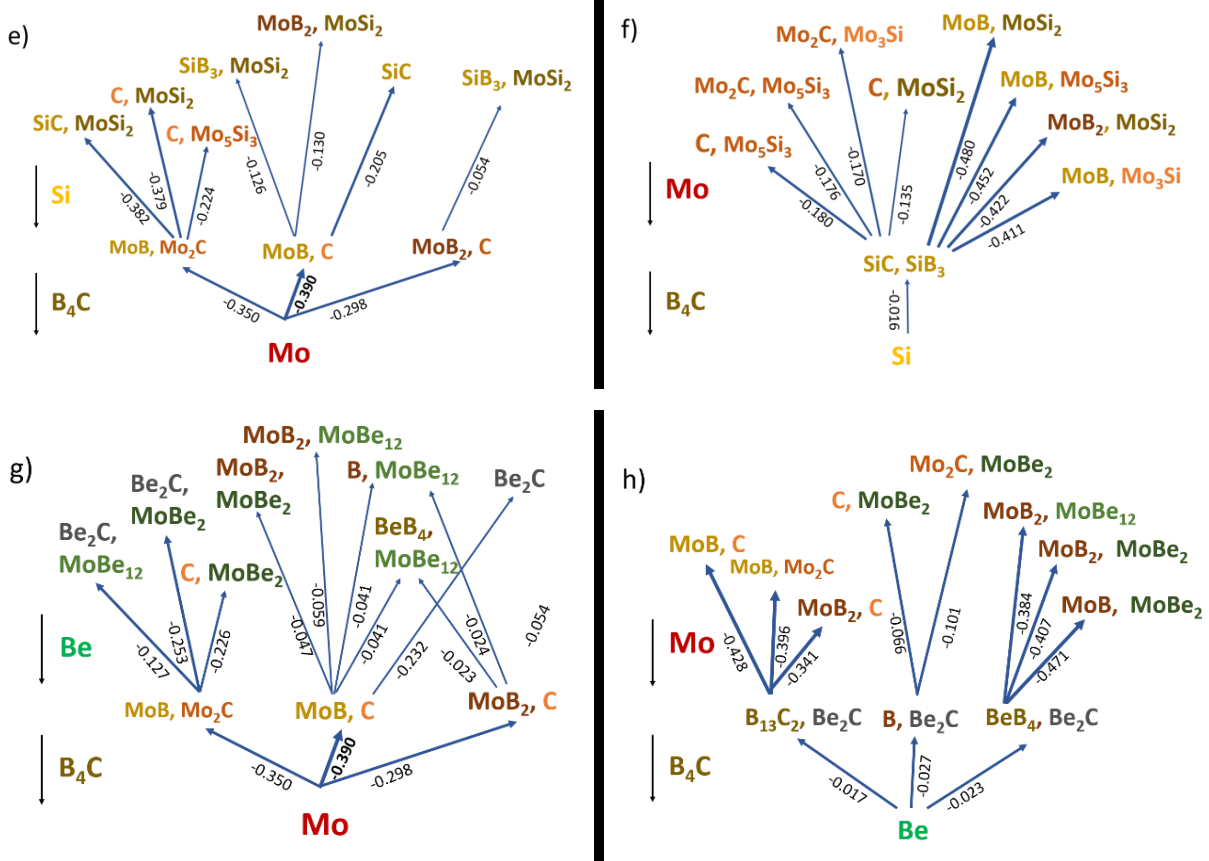 e)
MoB₂, MoSi₂
SiB₃, MoSi₂
SiC
SiB₃, MoSi₂
C, MoSi₂
SiC, MoSi₂
C, Mo₅Si₃
Si
-0.382
-0.379
-0.224
-0.126
-0.130
-0.205
-0.054
MoB, Mo₂C
MoB, C
MoB₂, C
B₄C
-0.350
-0.390
-0.298
Mo
f)
MoB, MoSi₂
Mo₂C, Mo₃Si
Mo₂C, Mo₅Si₃
C, MoSi₂
MoB, Mo₅Si₃
MoB₂, MoSi₂
C, Mo₅Si₃
MoB, Mo₃Si
Mo
-0.180
-0.176
-0.170
-0.135
-0.480
-0.452
-0.422
-0.411
SiC, SiB₃
B₄C
-0.016
Si
g)
MoB₂, MoBe₁₂
MoB₂,
MoBe₂
B, MoBe₁₂
Be₂C
Be₂C,
MoBe₂
Be₂C,
MoBe₁₂
BeB₄,
MoBe₁₂
C, MoBe₂
Be
-0.127
-0.253
-0.226
-0.047
-0.059
-0.041
-0.041
-0.232
-0.024
-0.023
-0.054
MoB, Mo₂C
MoB, C
MoB₂, C
B₄C
-0.350
-0.390
-0.298
Mo
h)
Mo₂C, MoBe₂
C, MoBe₂
MoB₂, MoBe₁₂
MoB, C
MoB₂, MoBe₂
MoB, Mo₂C
MoB₂, C
MoB, MoBe₂
Mo
-0.428
-0.396
-0.341
-0.066
-0.101
-0.384
-0.407
-0.471
B₁₃C₂, Be₂C
B, Be₂C
BeB₄, Be₂C
B₄C
-0.017
-0.027
-0.023
Be